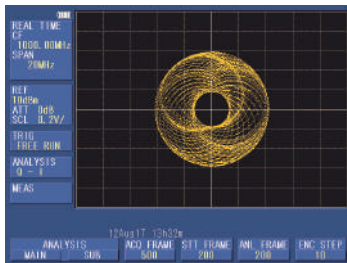 REAL TIME
CF
1000.00MHz
SPAN
20MHz
REF
10dBm
ATT 0dB
SCL 0.2V/
TRIG
FREE RUN
ANALYSIS
Q - I
MEAS
12Aug17 13h32m
ANALYSIS
MAIN SUB
ACQ FRAME
500
STT FRAME
200
ANL FRAME
200
ENC STEP
10